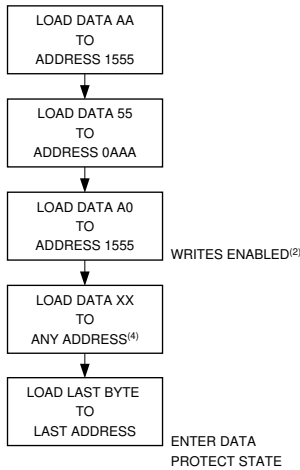 LOAD DATA AA
TO
ADDRESS 1555
LOAD DATA 55
TO
ADDRESS 0AAA
LOAD DATA A0
TO
ADDRESS 1555
WRITES ENABLED(2)
LOAD DATA XX
TO
ANY ADDRESS(4)
LOAD LAST BYTE
TO
LAST ADDRESS
ENTER DATA
PROTECT STATE